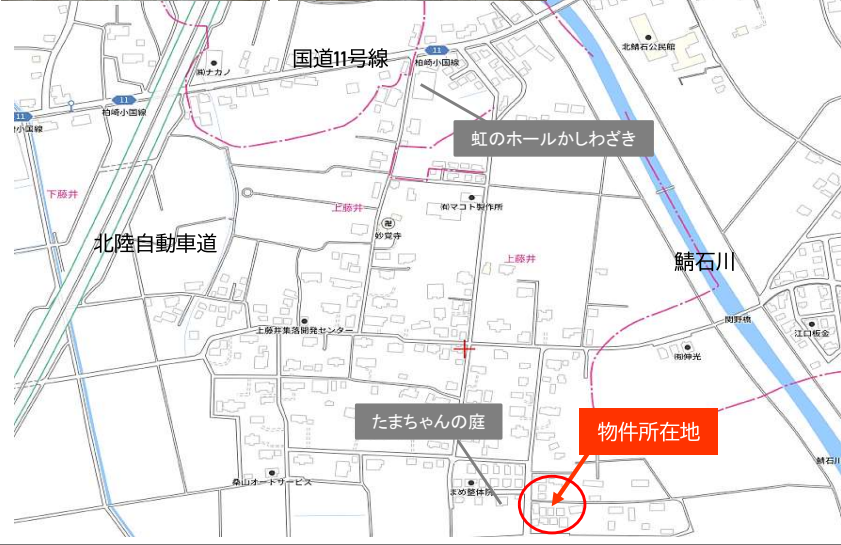 国道11号線
11
柏崎小国線
北鯖石公民館
㈱ナカノ
11
柏崎小国線
11
小国線
虹のホールかしわざき
下藤井
上藤井
㈲マコト製作所
卍
妙覚寺
北陸自動車道
上藤井
鯖石川
関野橋
江口板金
上藤井集落開発センター
㈲伸光
たまちゃんの庭
物件所在地
鯖石川
桑山オートサービス
まめ整体院